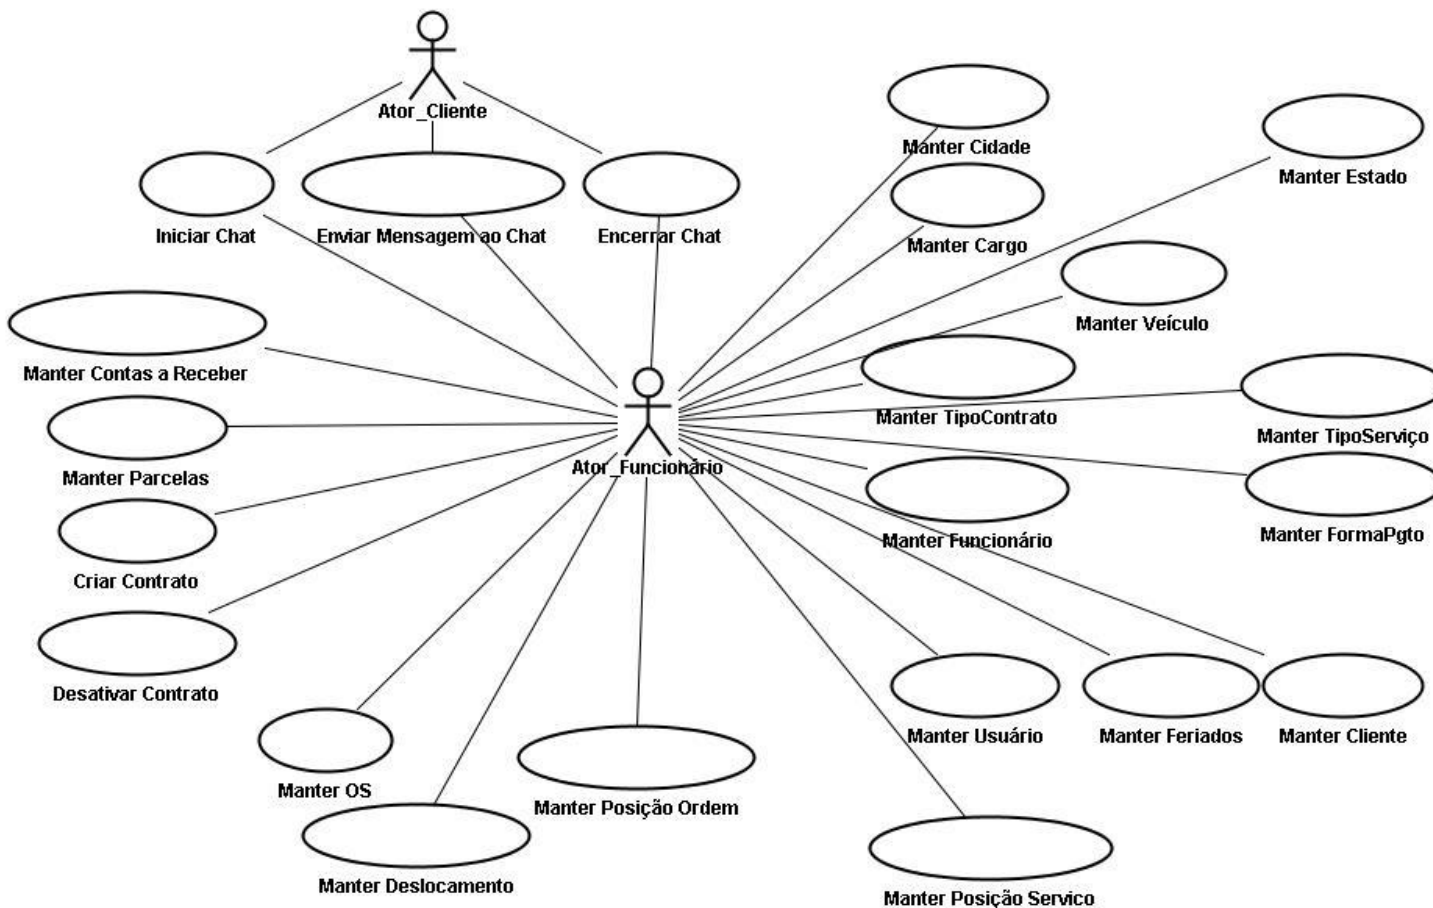 Ator_Cliente
Manter Cidade
Manter Estado
Iniciar Chat
Enviar Mensagem ao Chat
Encerrar Chat
Manter Cargo
Manter Veículo
Manter Contas a Receber
Manter TipoContrato
Manter TipoServiço
Manter Parcelas
Ator_Funcionário
Manter Funcionário
Manter FormaPgto
Criar Contrato
Desativar Contrato
Manter Usuário
Manter Feriados
Manter Cliente
Manter OS
Manter Posição Ordem
Manter Deslocamento
Manter Posição Servico